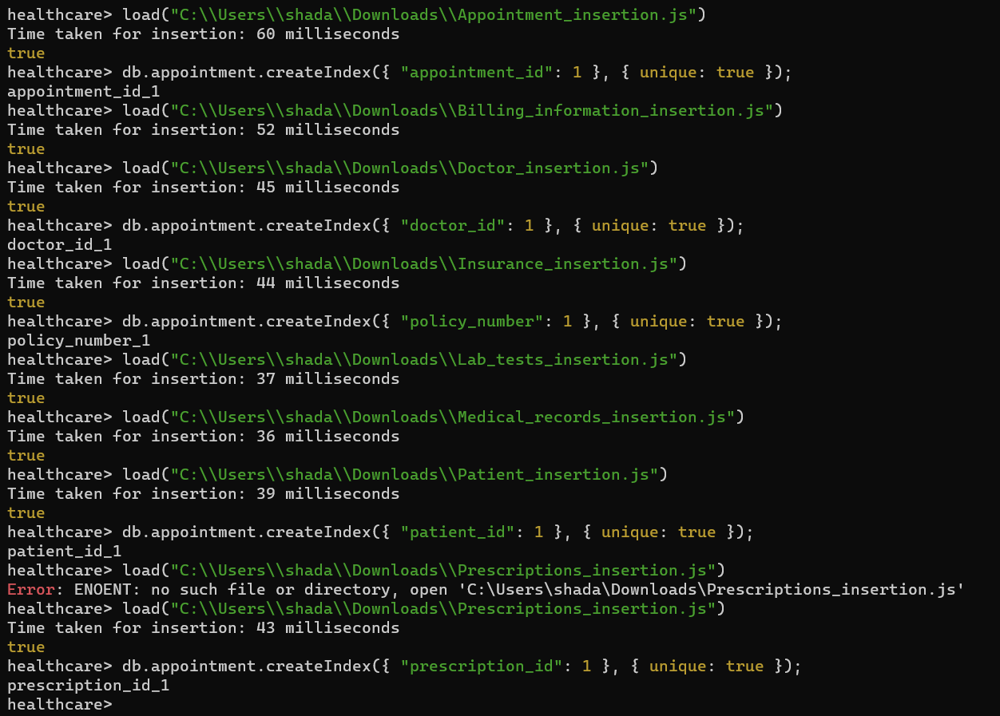 healthcare> load("C:\\Users\\shada\\Downloads\\Appointment_insertion.js")
Time taken for insertion: 60 milliseconds
true
healthcare> db.appointment.createIndex({ "appointment_id": 1 }, { unique: true });
appointment_id_1
healthcare> load("C:\\Users\\shada\\Downloads\\Billing_information_insertion.js")
Time taken for insertion: 52 milliseconds
true
healthcare> load("C:\\Users\\shada\\Downloads\\Doctor_insertion.js")
Time taken for insertion: 45 milliseconds
true
healthcare> db.appointment.createIndex({ "doctor_id": 1 }, { unique: true });
doctor_id_1
healthcare> load("C:\\Users\\shada\\Downloads\\Insurance_insertion.js")
Time taken for insertion: 44 milliseconds
true
healthcare> db.appointment.createIndex({ "policy_number": 1 }, { unique: true });
policy_number_1
healthcare> load("C:\\Users\\shada\\Downloads\\Lab_tests_insertion.js")
Time taken for insertion: 37 milliseconds
true
healthcare> load("C:\\Users\\shada\\Downloads\\Medical_records_insertion.js")
Time taken for insertion: 36 milliseconds
true
healthcare> load("C:\\Users\\shada\\Downloads\\Patient_insertion.js")
Time taken for insertion: 39 milliseconds
true
healthcare> db.appointment.createIndex({ "patient_id": 1 }, { unique: true });
patient_id_1
healthcare> load("C:\\Users\\shada\\Downloads\\Prescriptions_insertion.js")
Error: ENOENT: no such file or directory, open 'C:\Users\shada\Downloads\Prescriptions_insertion.js'
healthcare> load("C:\\Users\\shada\\Downloads\\Prescriptions_insertion.js")
Time taken for insertion: 43 milliseconds
true
healthcare> db.appointment.createIndex({ "prescription_id": 1 }, { unique: true });
prescription_id_1
healthcare>